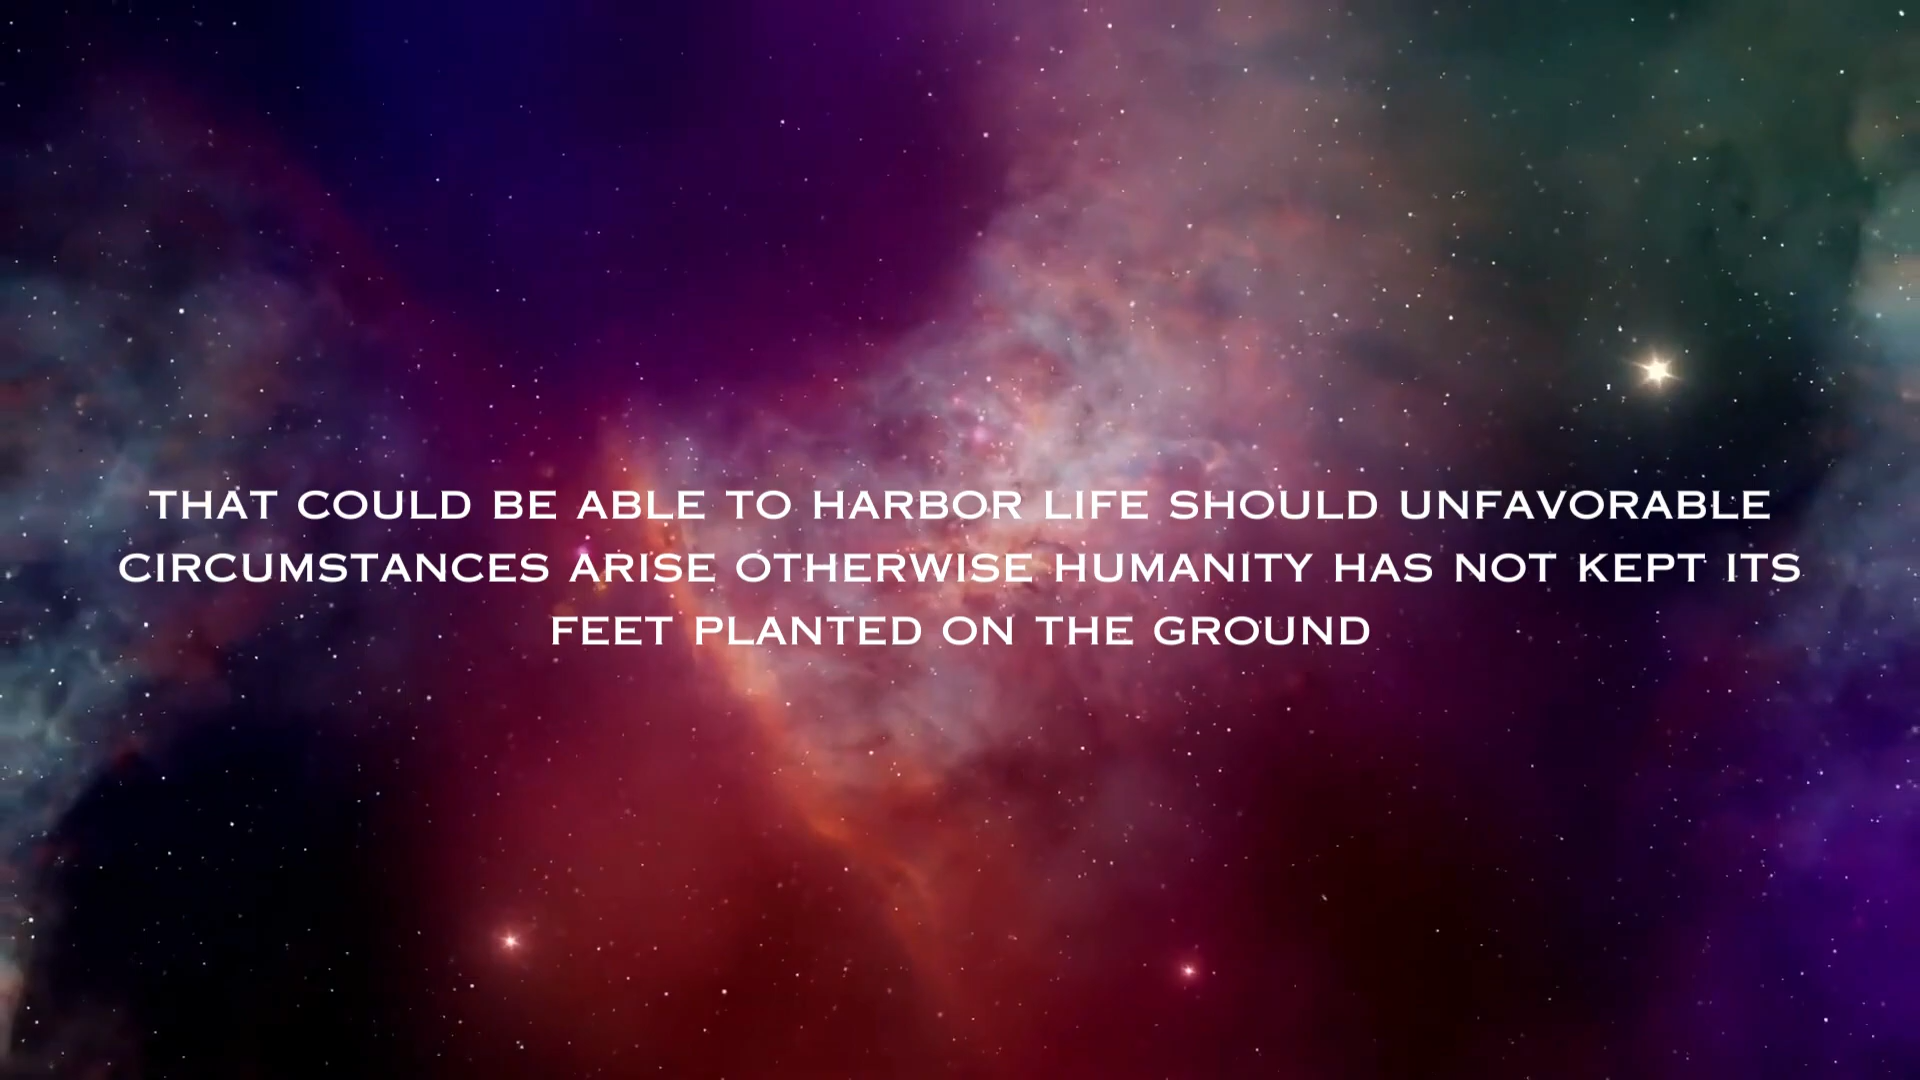 THAT COULD BE ABLE TO HARBOR LIFE SHOULD UNFAVORABLE
CIRCUMSTANCES ARISE OTHERWISE HUMANITY HAS NOT KEPT ITS
FEET PLANTED ON THE GROUND